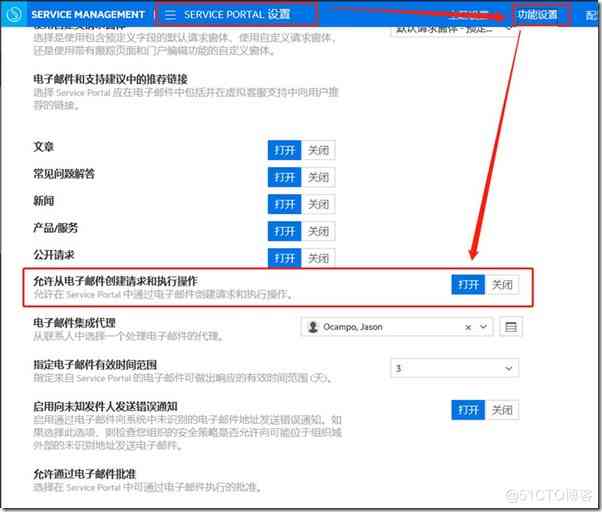 SERVICE MANAGEMENT
SERVICE PORTAL 设置
功能设置
选择是使用包含预定义字段的默认请求窗体、使用自定义请求窗体、
还是使用带有跟踪页面和门户编辑功能的自定义窗体。
电子邮件和支持建议中的推荐链接
选择 Service Portal 应在电子邮件中包括并在虚拟客服支持中向用户推
荐的链接。
文章 打开 关闭
常见问题解答 打开 关闭
新闻 打开 关闭
产品/服务 打开 关闭
公开请求 打开 关闭
允许从电子邮件创建请求和执行操作 打开 关闭
允许在 Service Portal 中通过电子邮件创建请求和执行操作。
电子邮件集成代理 Ocampo, Jason
从联系人中选择一个处理电子邮件的代理。
指定电子邮件有效时间范围 3
指定来自 Service Portal 的电子邮件可做出响应的有效时间范围 (天)。
启用向未知发件人发送错误通知 打开 关闭
启用通过电子邮件向系统中未识别的电子邮件地址发送错误通知。如
果选择此选项，则检查您组织的安全策略是否允许向可能位于组织域
外部的未识别地址发送电子邮件。
允许通过电子邮件批准
选择在 Service Portal 中可通过电子邮件执行的批准。
@51CTO博客